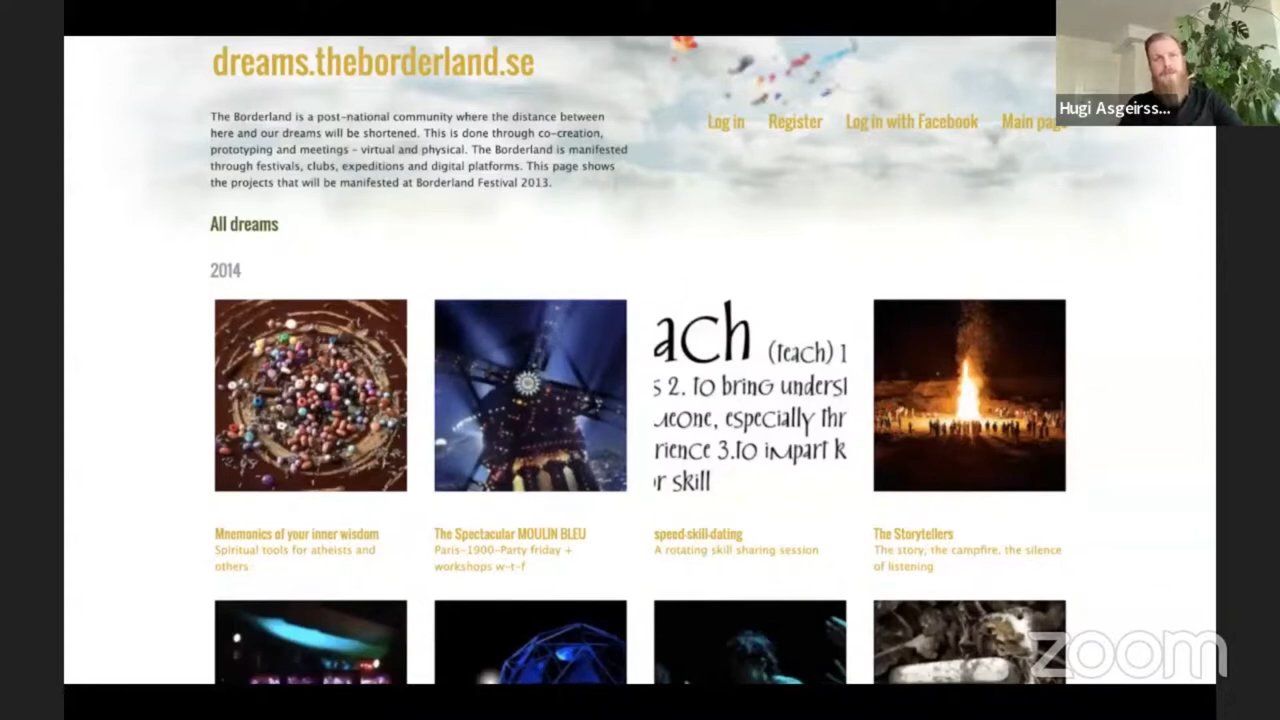 dreams.theborderland.se
Hugi Asgeirss...
Log in Register Log in with Facebook Main page
The Borderland is a post-national community where the distance between
here and our dreams will be shortened. This is done through co-creation,
prototyping and meetings - virtual and physical. The Borderland is manifested
through festivals, clubs, expeditions and digital platforms. This page shows
the projects that will be manifested at Borderland Festival 2013.
All dreams
2014
ach (teach) 1
s 2. to bring unders
meone, especially thr
rience 3.to impart k
or skill
Mnemonics of your inner wisdom
Spiritual tools for atheists and
others
The Spectacular MOULIN BLEU
Paris-1900-Party friday +
workshops w-t-f
speed-skill-dating
A rotating skill sharing session
The Storytellers
The story, the campfire, the silence
of listening
zoom